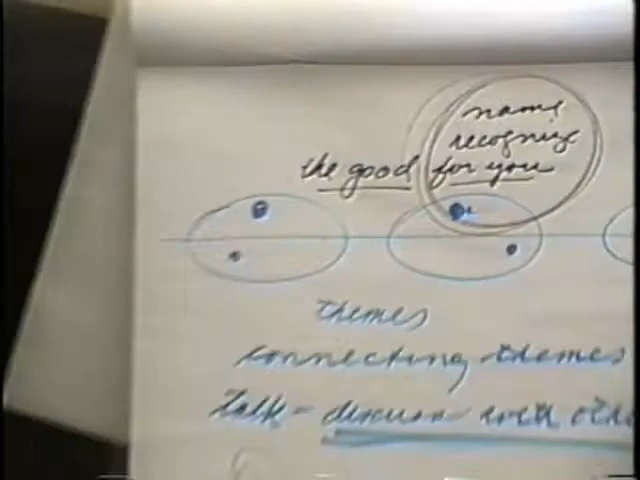 name,
recognize
the good for you
themes
connecting themes
Talk - discuss with